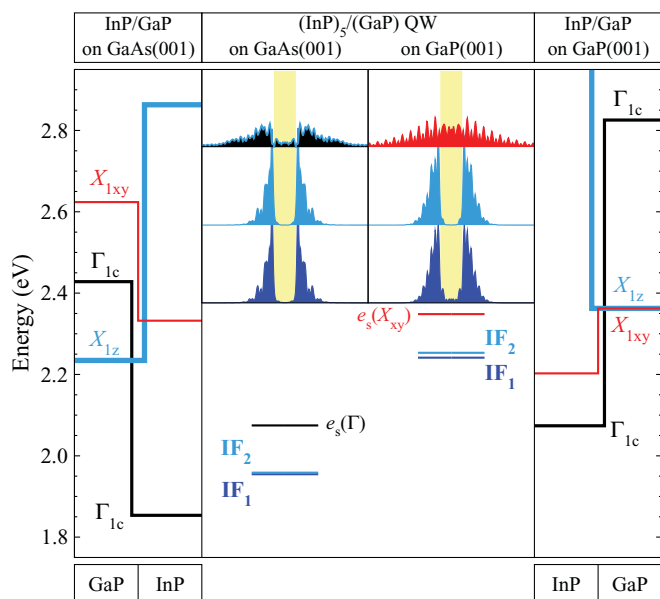 InP/GaP
on GaAs(001)
(InP)5/(GaP) QW
on GaAs(001) on GaP(001)
InP/GaP
on GaP(001)
Energy (eV)
2.8
2.6
2.4
2.2
2.0
1.8
X1xy
Γ1c
X1z
Γ1c
es(Xxy)
IF2
IF1
es(Γ)
IF2
IF1
Γ1c
X1z
X1xy
Γ1c
GaP InP
InP GaP